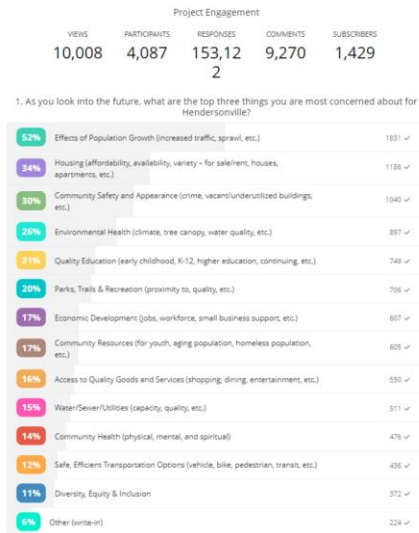 Project Engagement
VIEWS PARTICIPANTS RESPONSES COMMENTS SUBSCRIBERS
10,008 4,087 153,12 9,270 1,429
2
1. As you look into the future, what are the top three things you are most concerned about for
Hendersonville?
52% Effects of Population Growth (increased traffic, sprawl, etc.) 1831 ✓
34% Housing (affordability, availability, variety – for sale/rent, houses, 1186 ✓
apartments, etc.)
30% Community Safety and Appearance (crime, vacant/underutilized buildings, 1040 ✓
etc.)
26% Environmental Health (climate, tree canopy, water quality, etc.) 897 ✓
21% Quality Education (early childhood, K-12, higher education, continuing, etc.) 749 ✓
20% Parks, Trails & Recreation (proximity to, quality, etc.) 706 ✓
17% Economic Development (jobs, workforce, small business support, etc.) 607 ✓
17% Community Resources (for youth, aging population, homeless population, 605 ✓
etc.)
16% Access to Quality Goods and Services (shopping, dining, entertainment, etc.) 550 ✓
15% Water/Sewer/Utilities (capacity, quality, etc.) 511 ✓
14% Community Health (physical, mental, and spiritual) 476 ✓
12% Safe, Efficient Transportation Options (vehicle, bike, pedestrian, transit, etc.) 436 ✓
11% Diversity, Equity & Inclusion 372 ✓
6% Other (write-in) 224 ✓